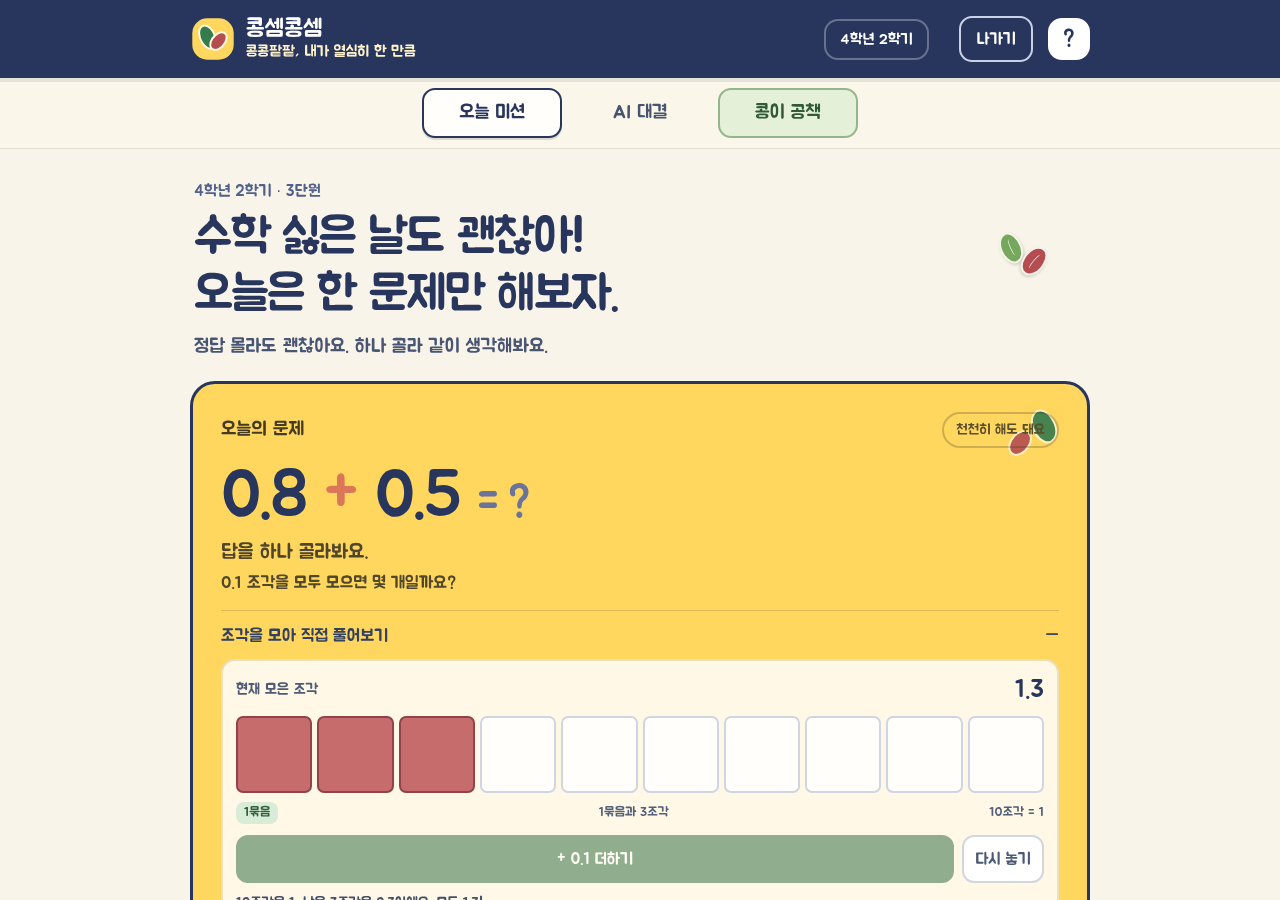 콩셈콩셈
콩콩팥팥, 내가 열심히 한 만큼
4학년 2학기
나가기
?
오늘 미션
AI 대결
콩이 공책
4학년 2학기 · 3단원
수학 싫은 날도 괜찮아!
오늘은 한 문제만 해보자.
정답 몰라도 괜찮아요. 하나 골라 같이 생각해봐요.
오늘의 문제
천천히 해도 돼요
0.8 + 0.5 = ?
답을 하나 골라봐요.
0.1 조각을 모두 모으면 몇 개일까요?
조각을 모아 직접 풀어보기
현재 모은 조각
1.3
1묶음
1묶음과 3조각
10조각 = 1
+ 0.1 더하기
다시 놓기